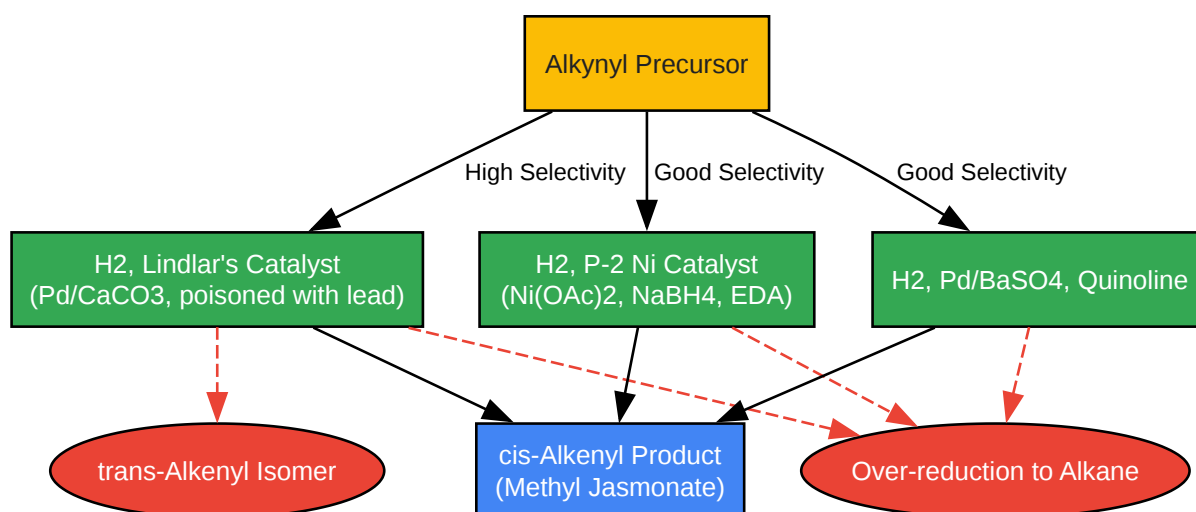 Alkynyl Precursor
High Selectivity
Good Selectivity
Good Selectivity
H2, Lindlar's Catalyst
(Pd/CaCO3, poisoned with lead)
H2, P-2 Ni Catalyst
(Ni(OAc)2, NaBH4, EDA)
H2, Pd/BaSO4, Quinoline
trans-Alkenyl Isomer
cis-Alkenyl Product
(Methyl Jasmonate)
Over-reduction to Alkane